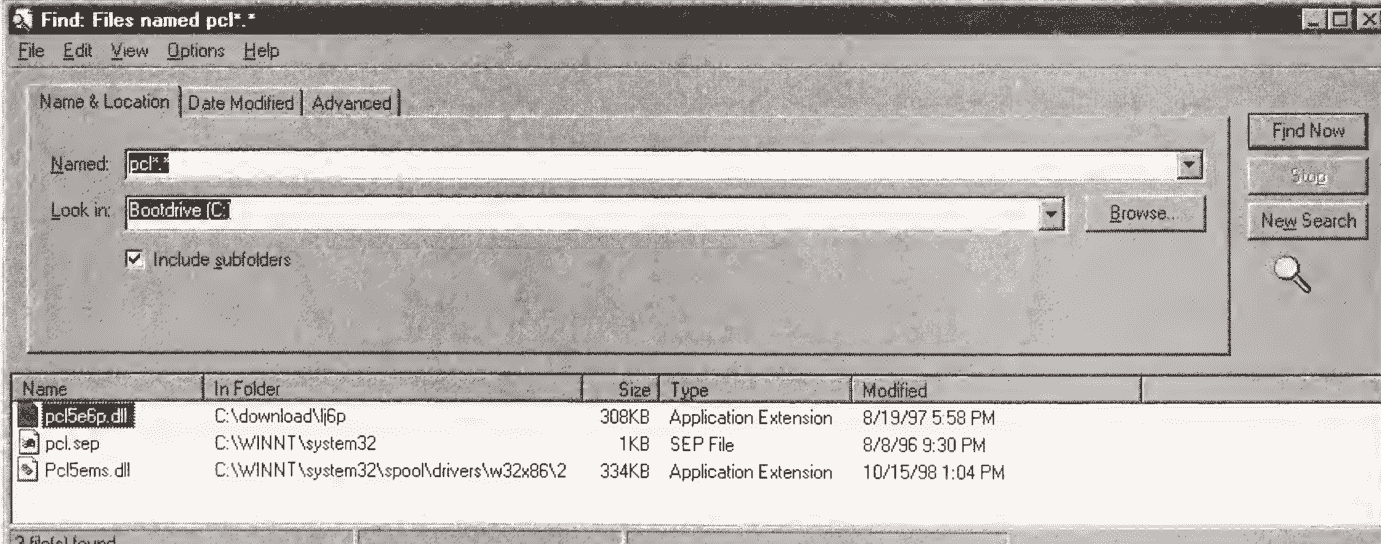 Find: Files named pcl*.*
File Edit View Options Help
Name & Location Date Modified Advanced
Named: pcl*.*
Look in: Bootdrive (C:)
Browse...
Include subfolders
Find Now
Stop
New Search
Name In Folder Size Type Modified
pcl5e6p.dll C:\download\lj6p 308KB Application Extension 8/19/97 5:58 PM
pcl.sep C:\WINNT\system32 1KB SEP File 8/8/96 9:30 PM
Pcl5ems.dll C:\WINNT\system32\spool\drivers\w32x86\2 334KB Application Extension 10/15/98 1:04 PM
3 file(s) found